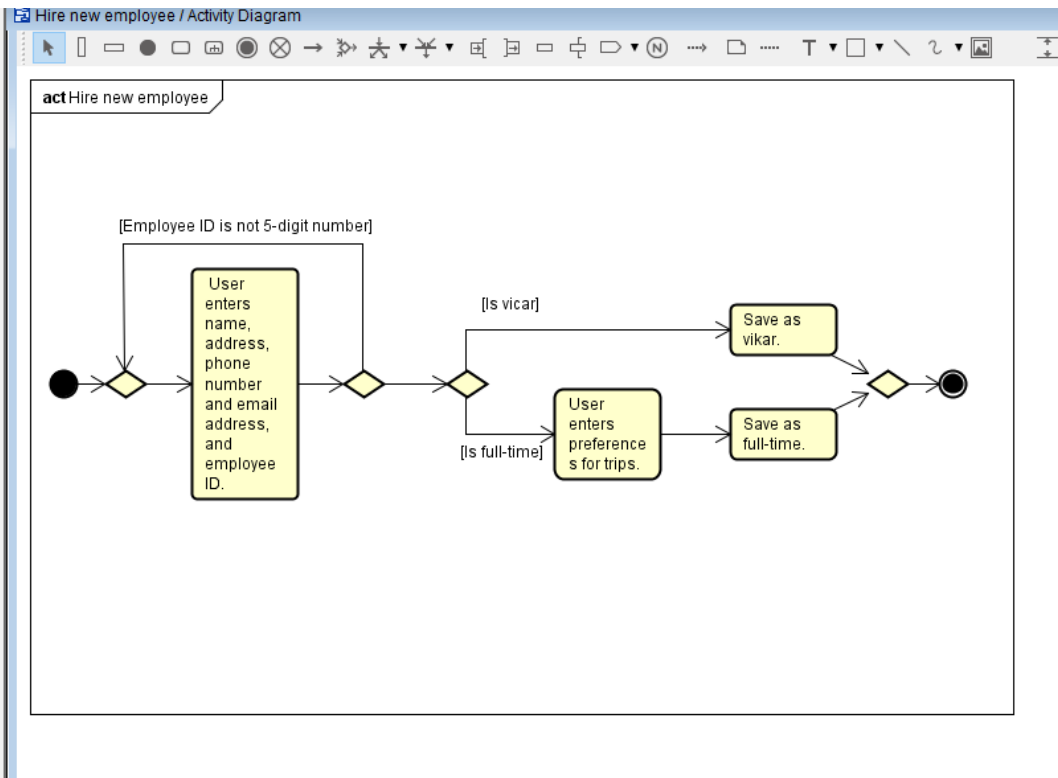 Hire new employee / Activity Diagram
N
T
act Hire new employee
[Employee ID is not 5-digit number]
User
enters
name,
address,
phone
number
and email
address,
and
employee
ID.
[Is vicar]
[Is full-time]
User
enters
preference
s for trips.
Save as
vikar.
Save as
full-time.